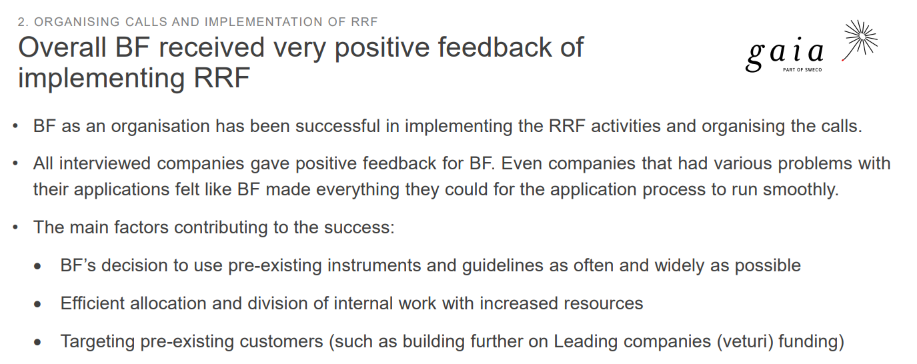 2. ORGANISING CALLS AND IMPLEMENTATION OF RRF
Overall BF received very positive feedback of
implementing RRF
gaia
PART OF SWECO
• BF as an organisation has been successful in implementing the RRF activities and organising the calls.
• All interviewed companies gave positive feedback for BF. Even companies that had various problems with
their applications felt like BF made everything they could for the application process to run smoothly.
• The main factors contributing to the success:
• BF’s decision to use pre-existing instruments and guidelines as often and widely as possible
• Efficient allocation and division of internal work with increased resources
• Targeting pre-existing customers (such as building further on Leading companies (veturi) funding)